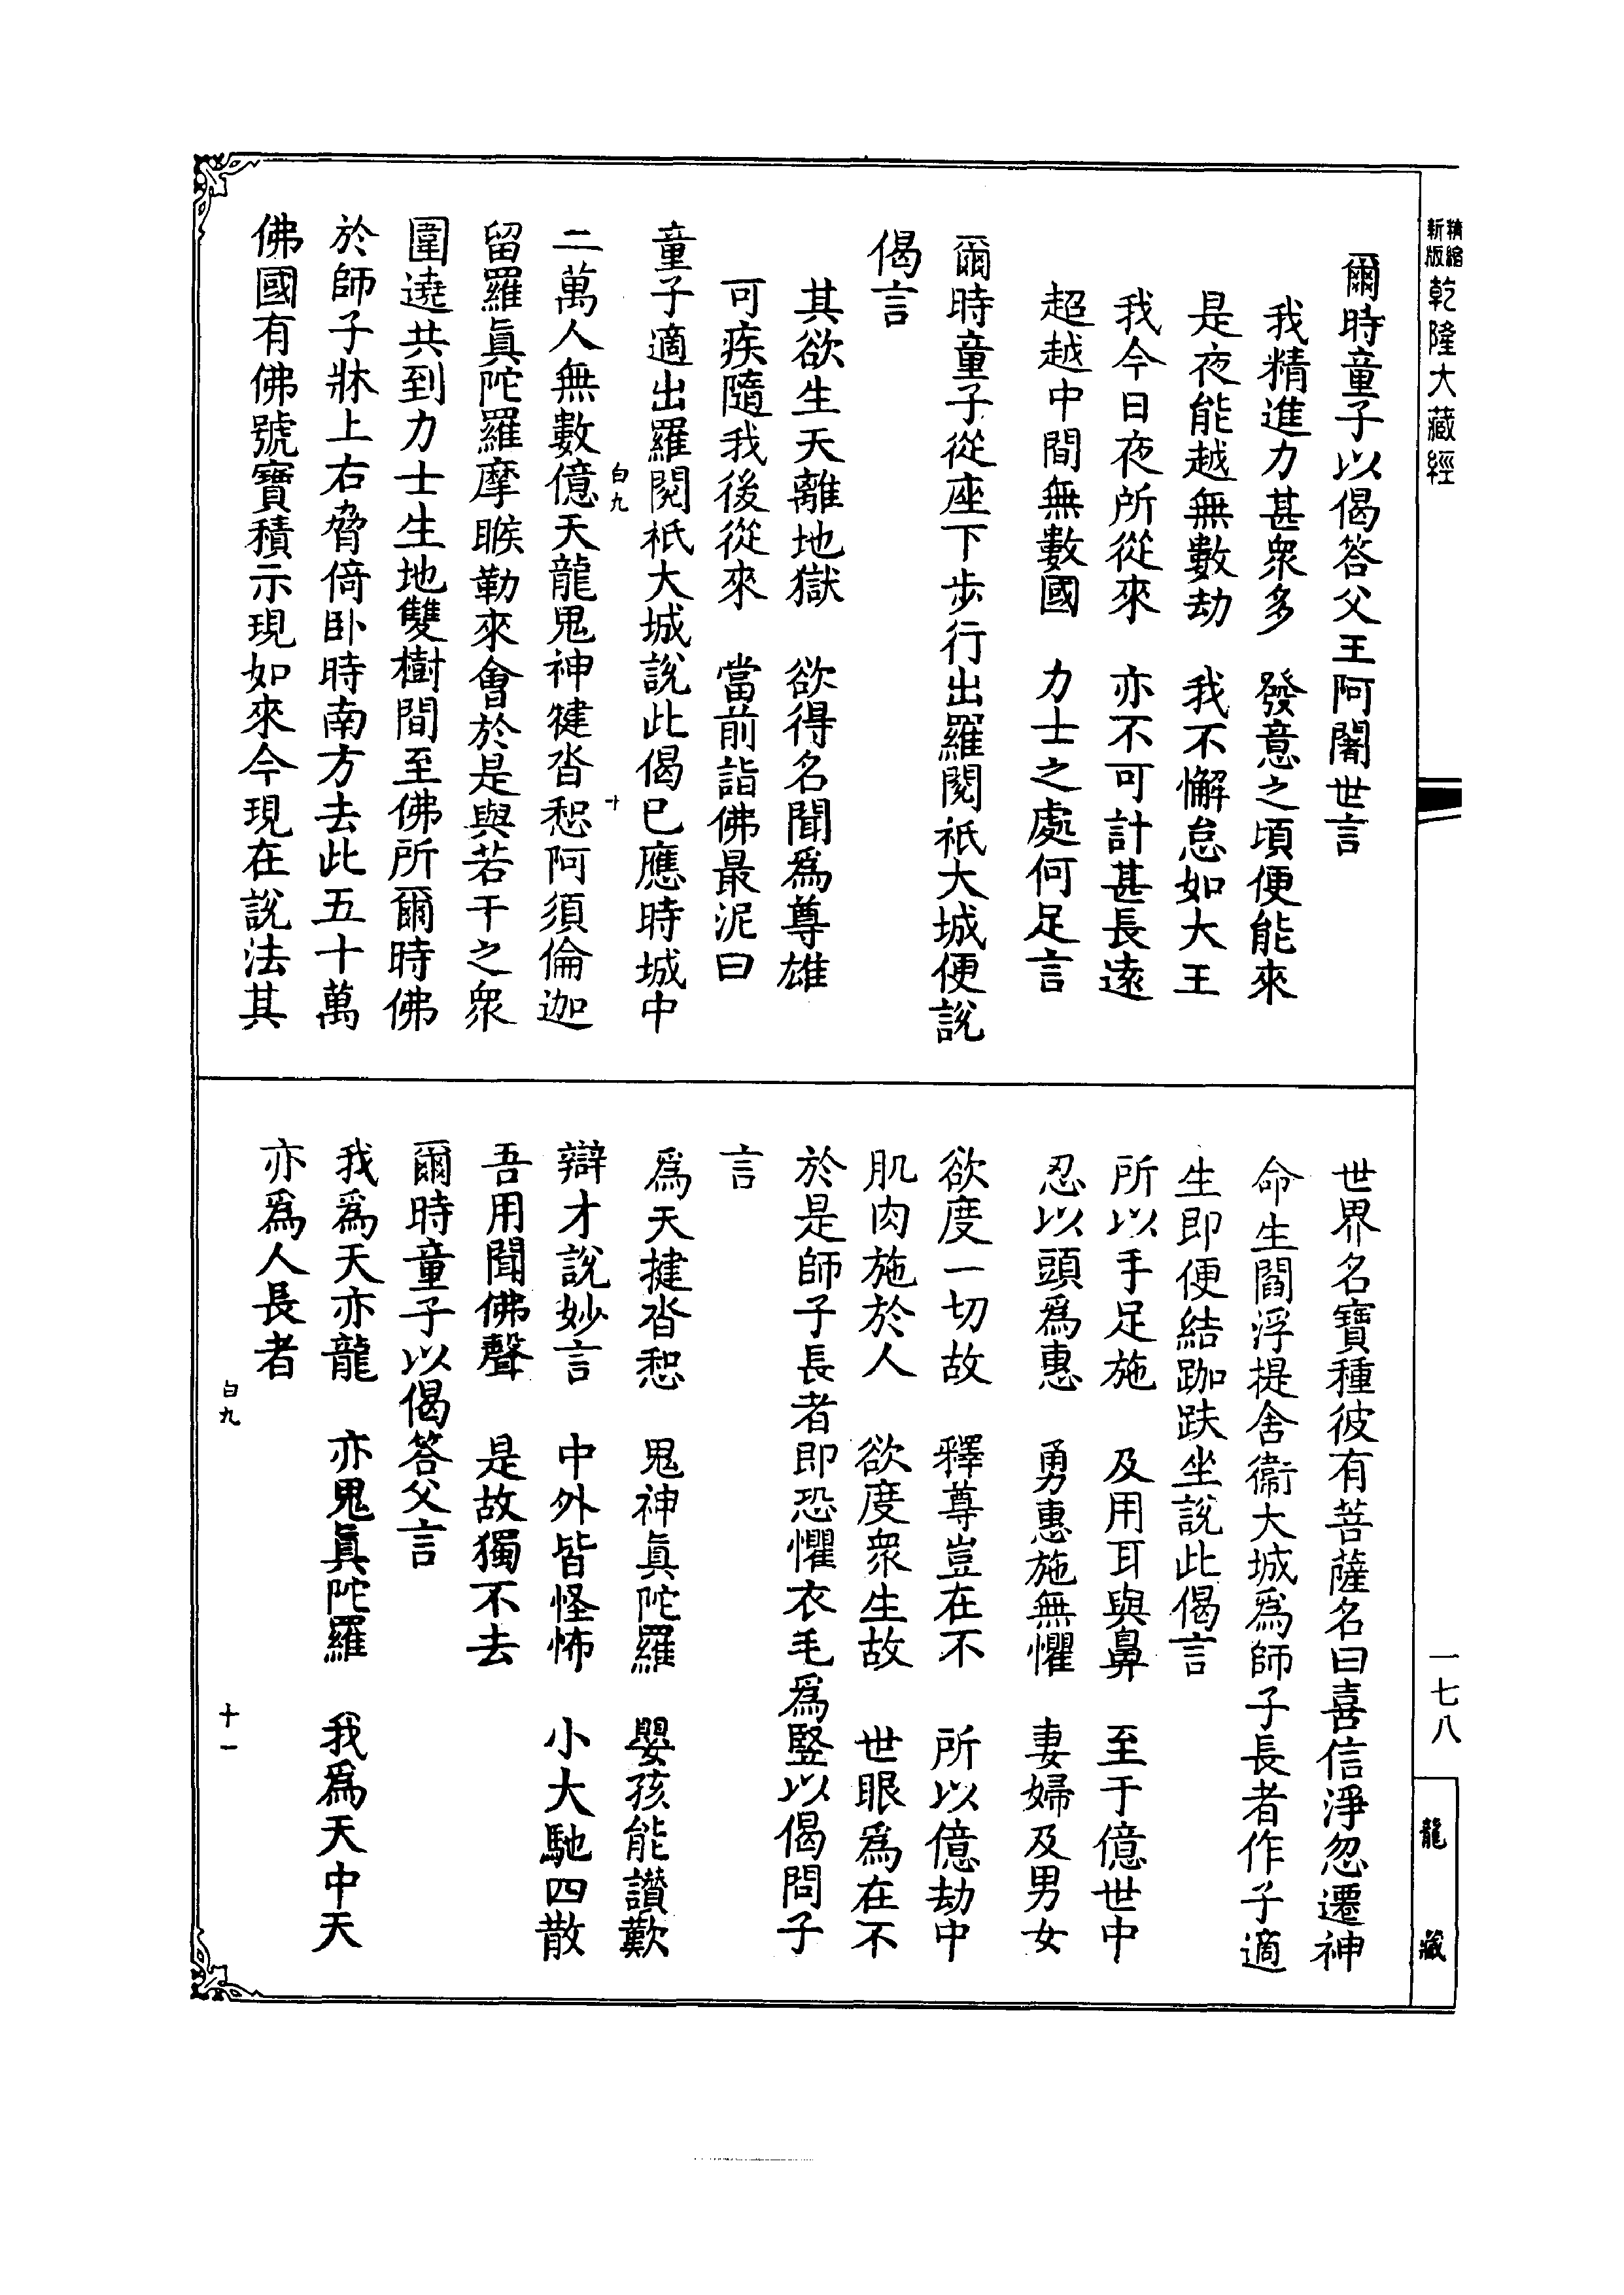 精縮
新版
乾隆大藏經
一七八
龍藏
爾時童子以偈答父王阿闍世言
我精進力甚衆多　發意之頃便能來
是夜能越無數劫　我不懈怠如大王
我今日夜所從來　亦不可計甚長遠
超越中間無數國　力士之處何足言
爾時童子從座下步行出羅閱祇大城便說
偈言
其欲生天離地獄　欲得名聞爲尊雄
可疾隨我後從來　當前詣佛最泥曰
童子適出羅閱祇大城說此偈已應時城中
白九　十
二萬人無數億天龍鬼神犍沓惒阿須倫迦
留羅眞陀羅摩睺勒來會於是與若干之衆
圍遶共到力士生地雙樹間至佛所爾時佛
於師子牀上右脅倚卧時南方去此五十萬
佛國有佛號寶積示現如來今現在說法其
世界名寶種彼有菩薩名曰喜信淨忽遷神
命生閻浮提舍衞大城爲師子長者作子適
生即便結跏趺坐說此偈言
所以手足施　及用耳與鼻　至于億世中
忍以頭爲惠　勇惠施無懼　妻婦及男女
欲度一切故　釋尊豈在不　所以億劫中
肌肉施於人　欲度衆生故　世眼爲在不
於是師子長者即恐懼衣毛爲竪以偈問子
言
爲天揵沓惒　鬼神眞陀羅　嬰孩能讃歎
辯才說妙言　中外皆怪怖　小大馳四散
吾用聞佛聲　是故獨不去
爾時童子以偈答父言
我爲天亦龍　亦鬼眞陀羅　我爲天中天
亦爲人長者
白九　十一